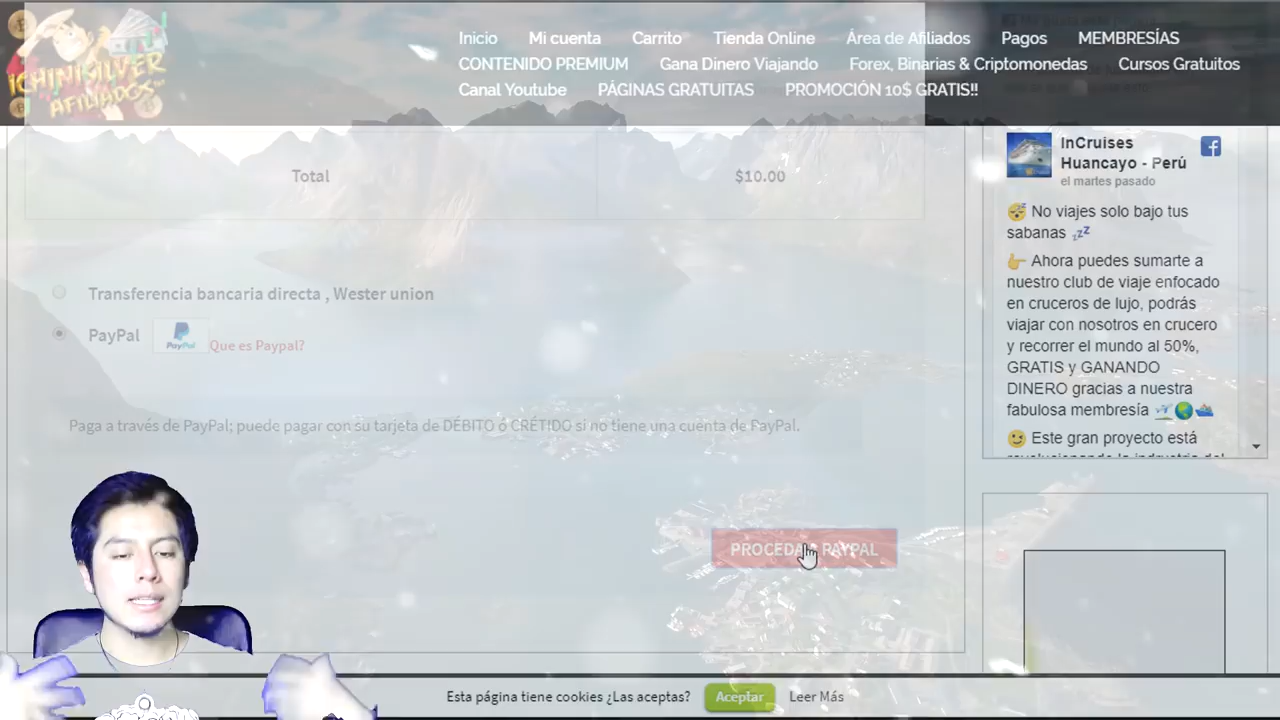 ICHINISILVER
AFILIADOS
Inicio Mi cuenta Carrito Tienda Online Área de Afiliados Pagos MEMBRESÍAS
CONTENIDO PREMIUM Gana Dinero Viajando Forex, Binarias & Criptomonedas Cursos Gratuitos
Canal Youtube PÁGINAS GRATUITAS PROMOCIÓN 10$ GRATIS!!
Total $10.00
Transferencia bancaria directa , Wester union
PayPal PayPal Que es Paypal?
Paga a través de PayPal; puede pagar con su tarjeta de DÉBITO ó CRÉTIDO si no tiene una cuenta de PayPal.
PAYPAL
InCruises
Huancayo - Perú
el martes pasado
😴 No viajes solo bajo tus
sabanas 💤
👉 Ahora puedes sumarte a
nuestro club de viaje enfocado
en cruceros de lujo, podrás
viajar con nosotros en crucero
y recorrer el mundo al 50%,
GRATIS y GANANDO
DINERO gracias a nuestra
fabulosa membresía
😉 Este gran proyecto está
Esta página tiene cookies ¿Las aceptas? Aceptar Leer Más